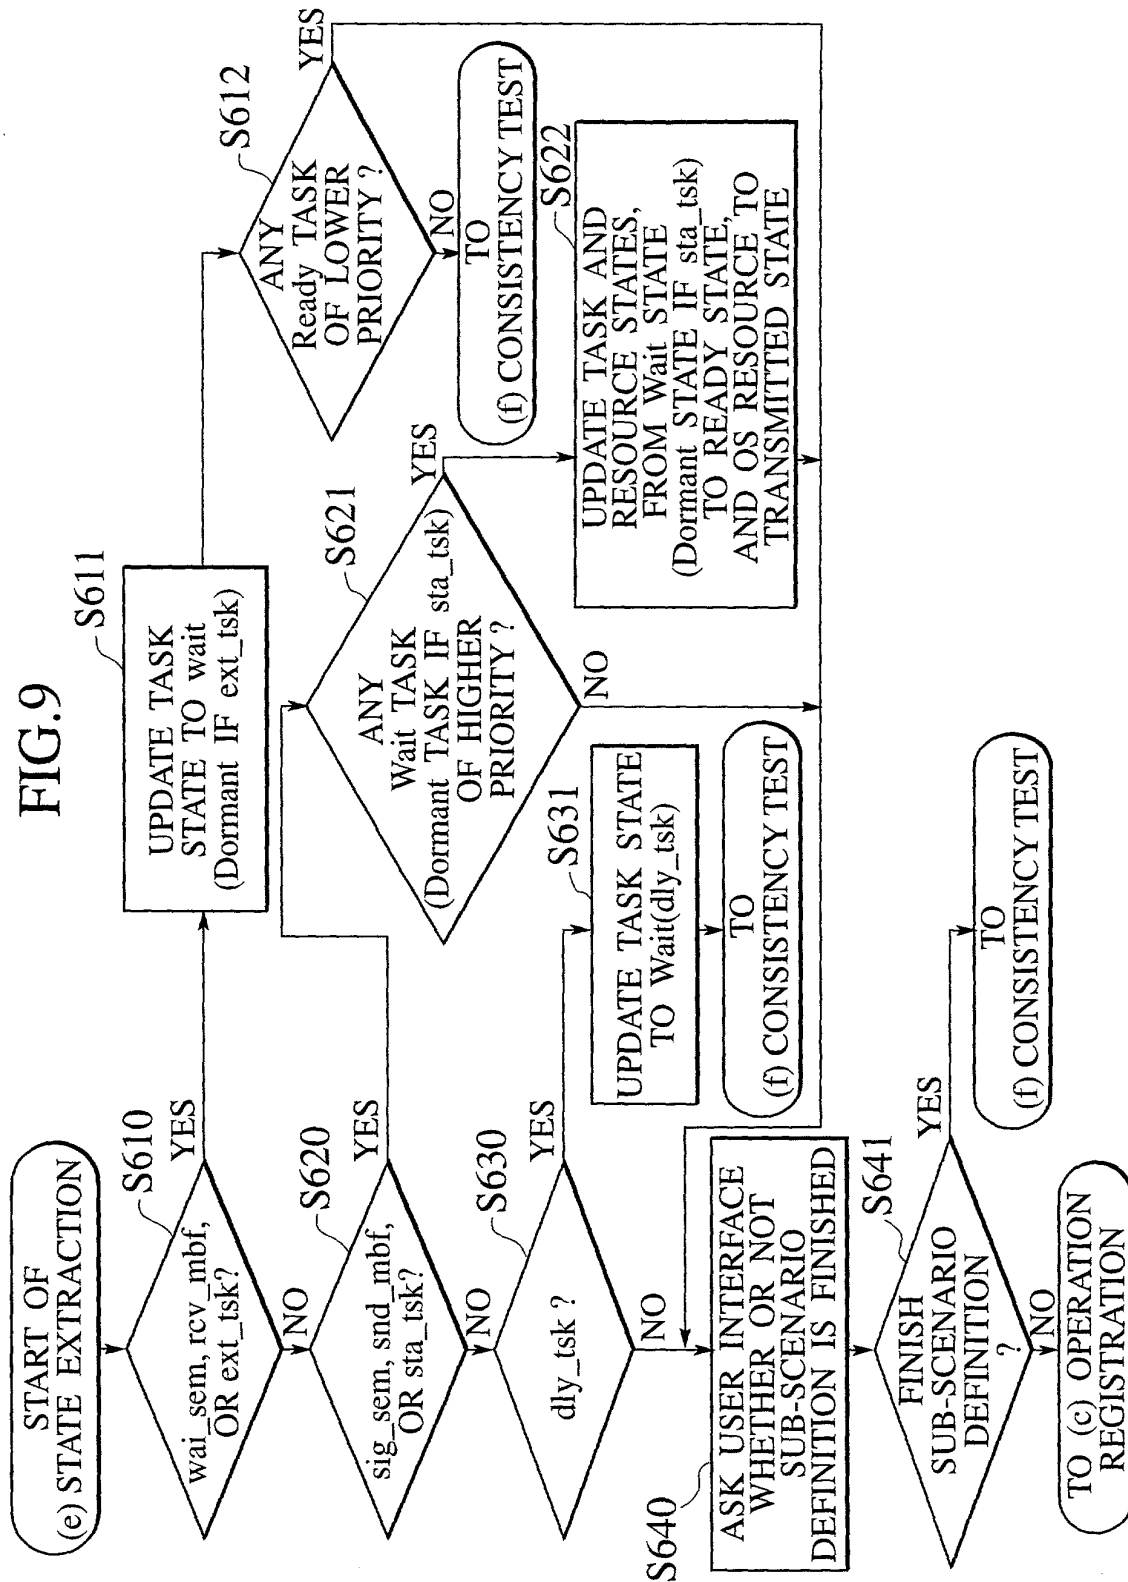 FIG.9
START OF
(e) STATE EXTRACTION
S610
wai_sem, rcv_mbf,
OR ext_tsk?
YES
NO
S611
UPDATE TASK
STATE TO wait
(Dormant IF ext_tsk)
S612
ANY
Ready TASK
OF LOWER
PRIORITY ?
YES
NO
TO
(f) CONSISTENCY TEST
S620
sig_sem, snd_mbf,
OR sta_tsk?
YES
NO
S621
ANY
Wait TASK
(Dormant TASK IF sta_tsk)
OF HIGHER
PRIORITY ?
YES
NO
S622
UPDATE TASK AND
RESOURCE STATES,
FROM Wait STATE
(Dormant STATE IF sta_tsk)
TO READY STATE,
AND OS RESOURCE TO
TRANSMITTED STATE
S630
dly_tsk ?
YES
NO
S631
UPDATE TASK STATE
TO Wait(dly_tsk)
TO
(f) CONSISTENCY TEST
S640
ASK USER INTERFACE
WHETHER OR NOT
SUB-SCENARIO
DEFINITION IS FINISHED
S641
FINISH
SUB-SCENARIO
DEFINITION
?
YES
NO
TO
(f) CONSISTENCY TEST
TO (c) OPERATION
REGISTRATION